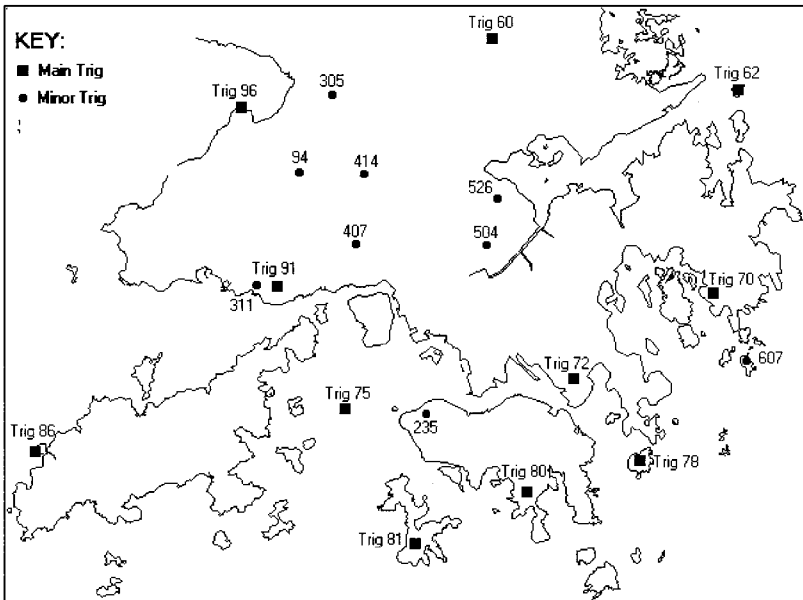 KEY:
Main Trig
Minor Trig
Trig 60
Trig 62
Trig 96
305
94
414
526
504
407
Trig 91
311
Trig 70
607
Trig 72
Trig 75
235
Trig 86
Trig 78
Trig 80
Trig 81